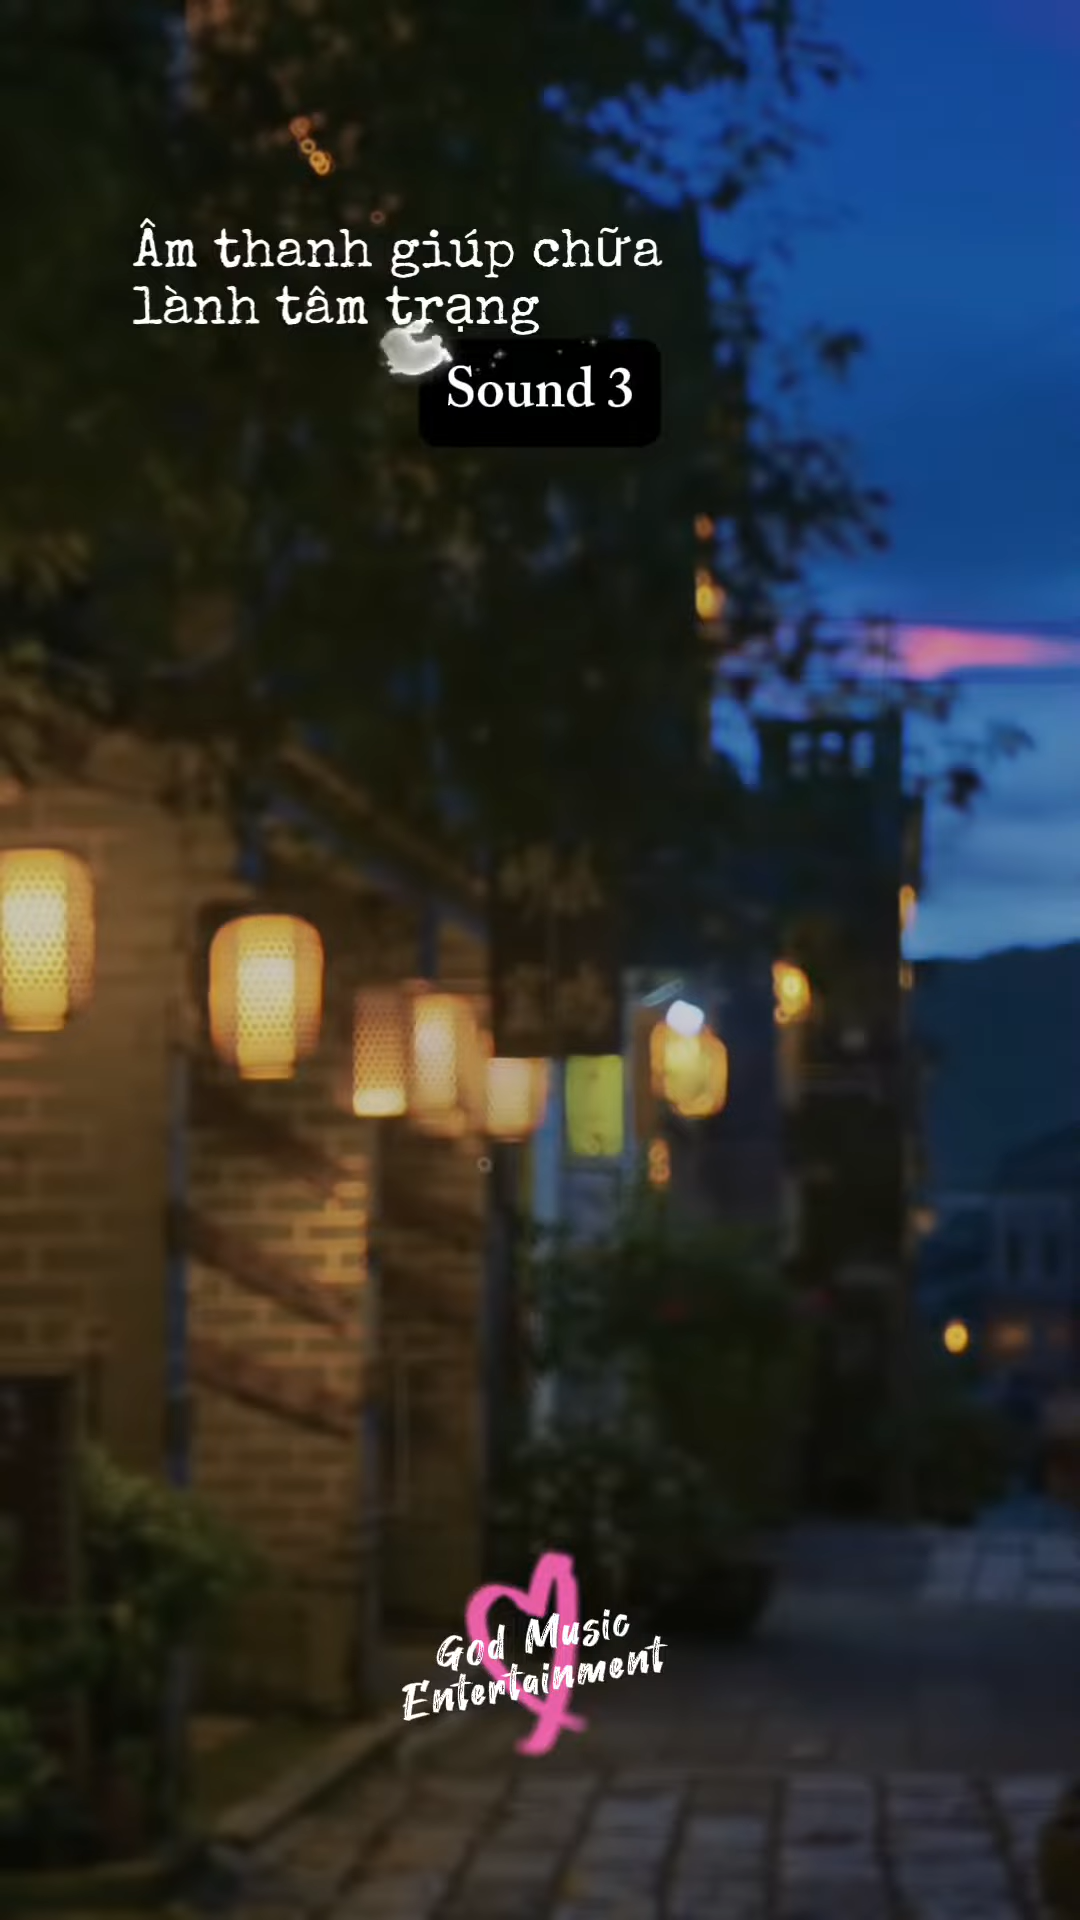 Âm thanh giúp chữa
lành tâm trạng
Sound 3
God Music
Entertainment